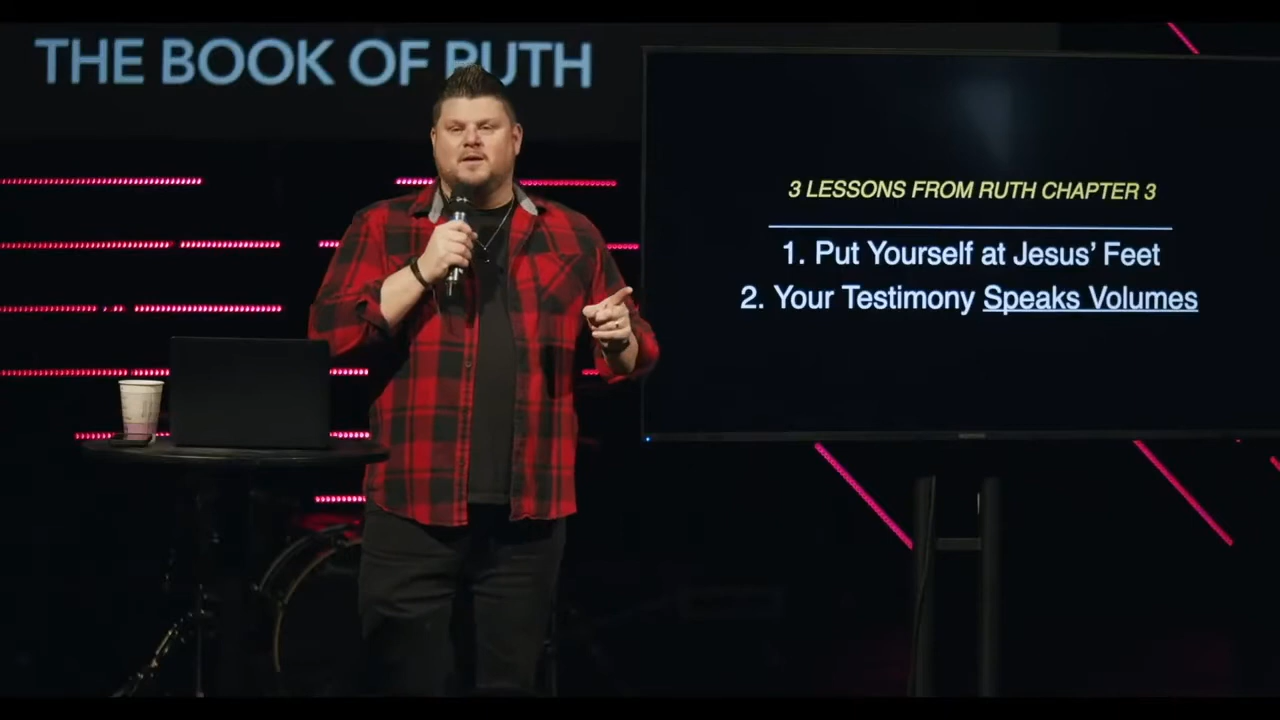 THE BOOK OF RUTH
3 LESSONS FROM RUTH CHAPTER 3
1. Put Yourself at Jesus’ Feet
2. Your Testimony Speaks Volumes